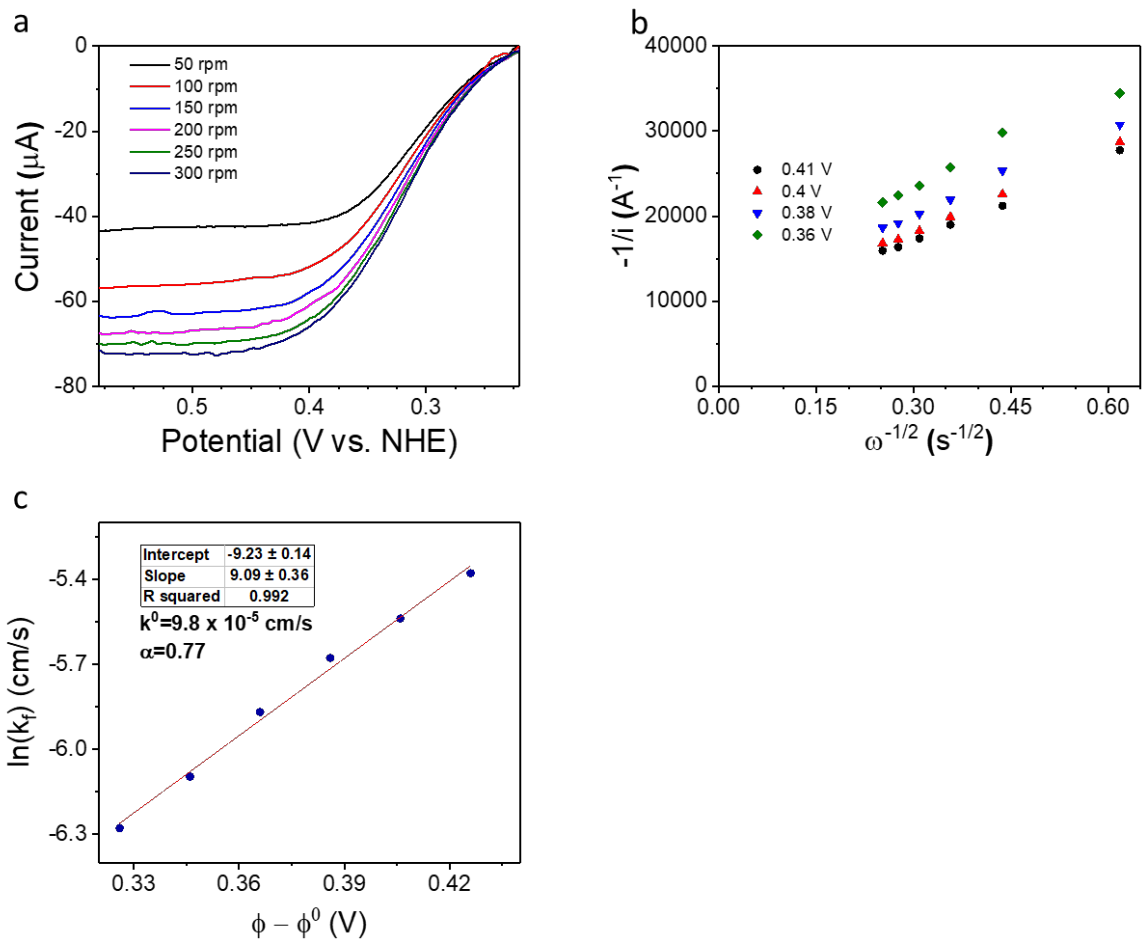 a
0
-20
-40
-60
-80
Current (μA)
50 rpm
100 rpm
150 rpm
200 rpm
250 rpm
300 rpm
0.5
0.4
0.3
Potential (V vs. NHE)
b
40000
30000
20000
10000
0
-1/i (A⁻¹)
0.41 V
0.4 V
0.38 V
0.36 V
0.00
0.15
0.30
0.45
0.60
ω⁻¹/² (s⁻¹/²)
c
-5.4
-5.7
-6.0
-6.3
ln(k_f) (cm/s)
Intercept -9.23 ± 0.14
Slope 9.09 ± 0.36
R squared 0.992
k⁰=9.8 x 10⁻⁵ cm/s
α=0.77
0.33
0.36
0.39
0.42
ϕ – ϕ⁰ (V)